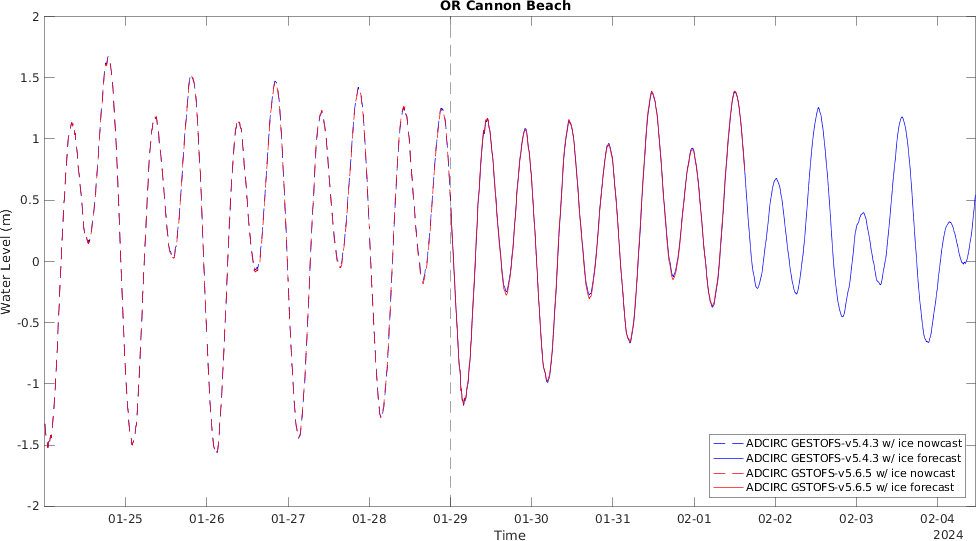 OR Cannon Beach
2
1.5
1
0.5
0
-0.5
-1
-1.5
-2
Water Level (m)
01-25 01-26 01-27 01-28 01-29 01-30 01-31 02-01 02-02 02-03 02-04
Time
2024
ADCIRC GESTOFS-v5.4.3 w/ ice nowcast
ADCIRC GESTOFS-v5.4.3 w/ ice forecast
ADCIRC GSTOFS-v5.6.5 w/ ice nowcast
ADCIRC GSTOFS-v5.6.5 w/ ice forecast